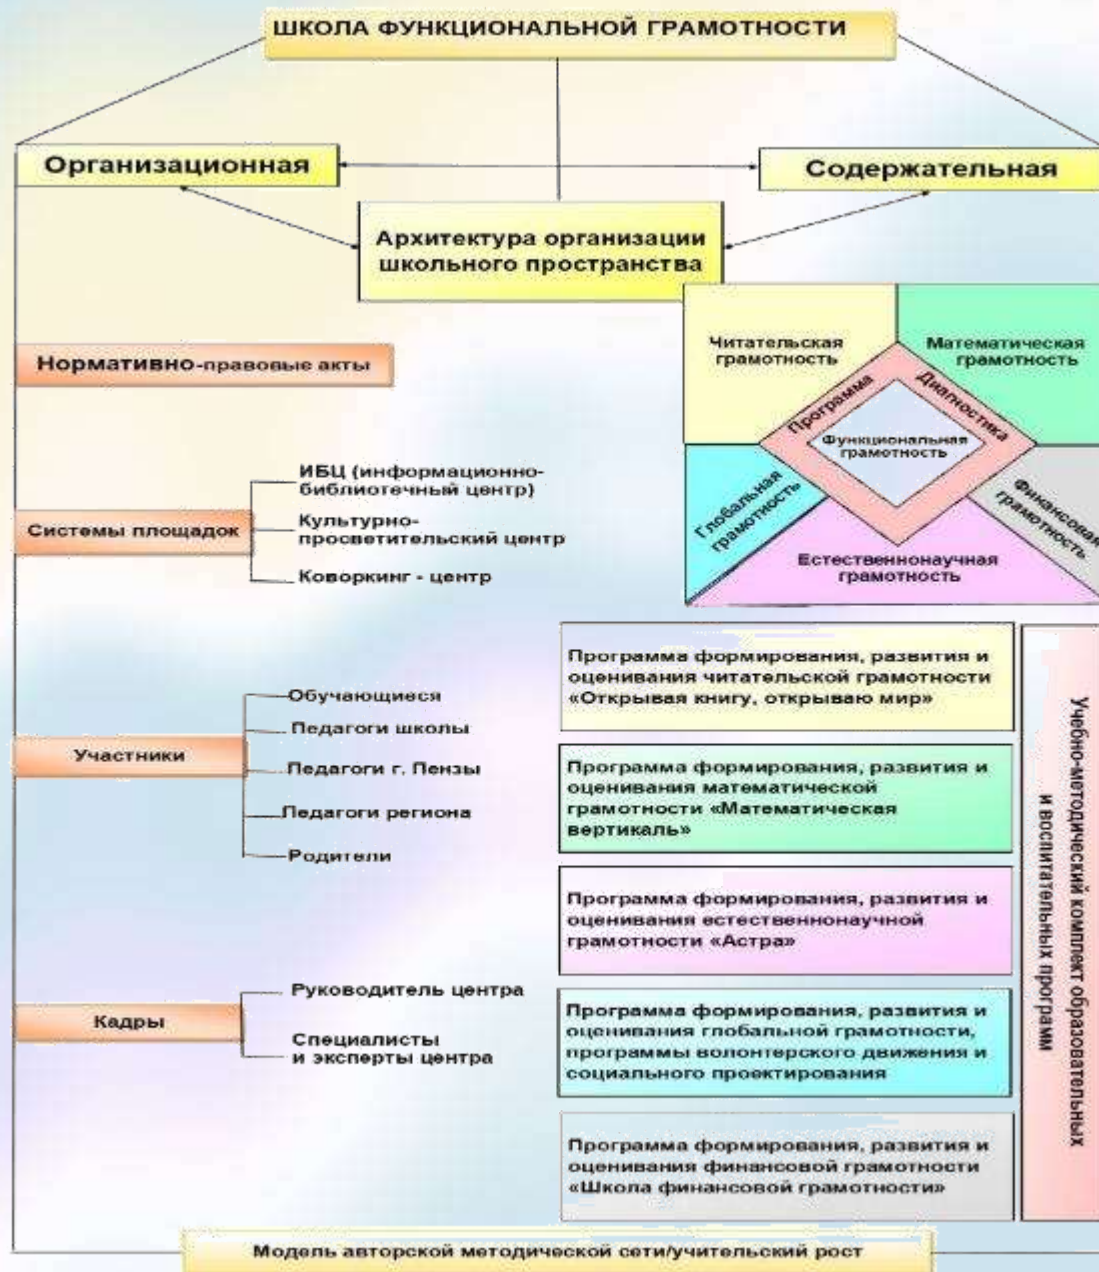 ШКОЛА ФУНКЦИОНАЛЬНОЙ ГРАМОТНОСТИ
Организационная
Содержательная
Архитектура организации
школьного пространства
Нормативно-правовые акты
Читательская
грамотность
Математическая
грамотность
Программа
Диагностика
Функциональная
грамотность
Глобальная
грамотность
Финансовая
грамотность
Естественнонаучная
грамотность
Системы площадок
ИБЦ (информационно-
библиотечный центр)
Культурно-
просветительский центр
Коворкинг - центр
Участники
Обучающиеся
Педагоги школы
Педагоги г. Пензы
Педагоги региона
Родители
Кадры
Руководитель центра
Специалисты
и эксперты центра
Программа формирования, развития и
оценивания читательской грамотности
«Открывая книгу, открываю мир»
Программа формирования, развития и
оценивания математической
грамотности «Математическая
вертикаль»
Программа формирования, развития и
оценивания естественнонаучной
грамотности «Астра»
Программа формирования, развития и
оценивания глобальной грамотности,
программы волонтерского движения и
социального проектирования
Программа формирования, развития и
оценивания финансовой грамотности
«Школа финансовой грамотности»
Учебно-методический комплект образовательных
и воспитательных программ
Модель авторской методической сети/учительский рост